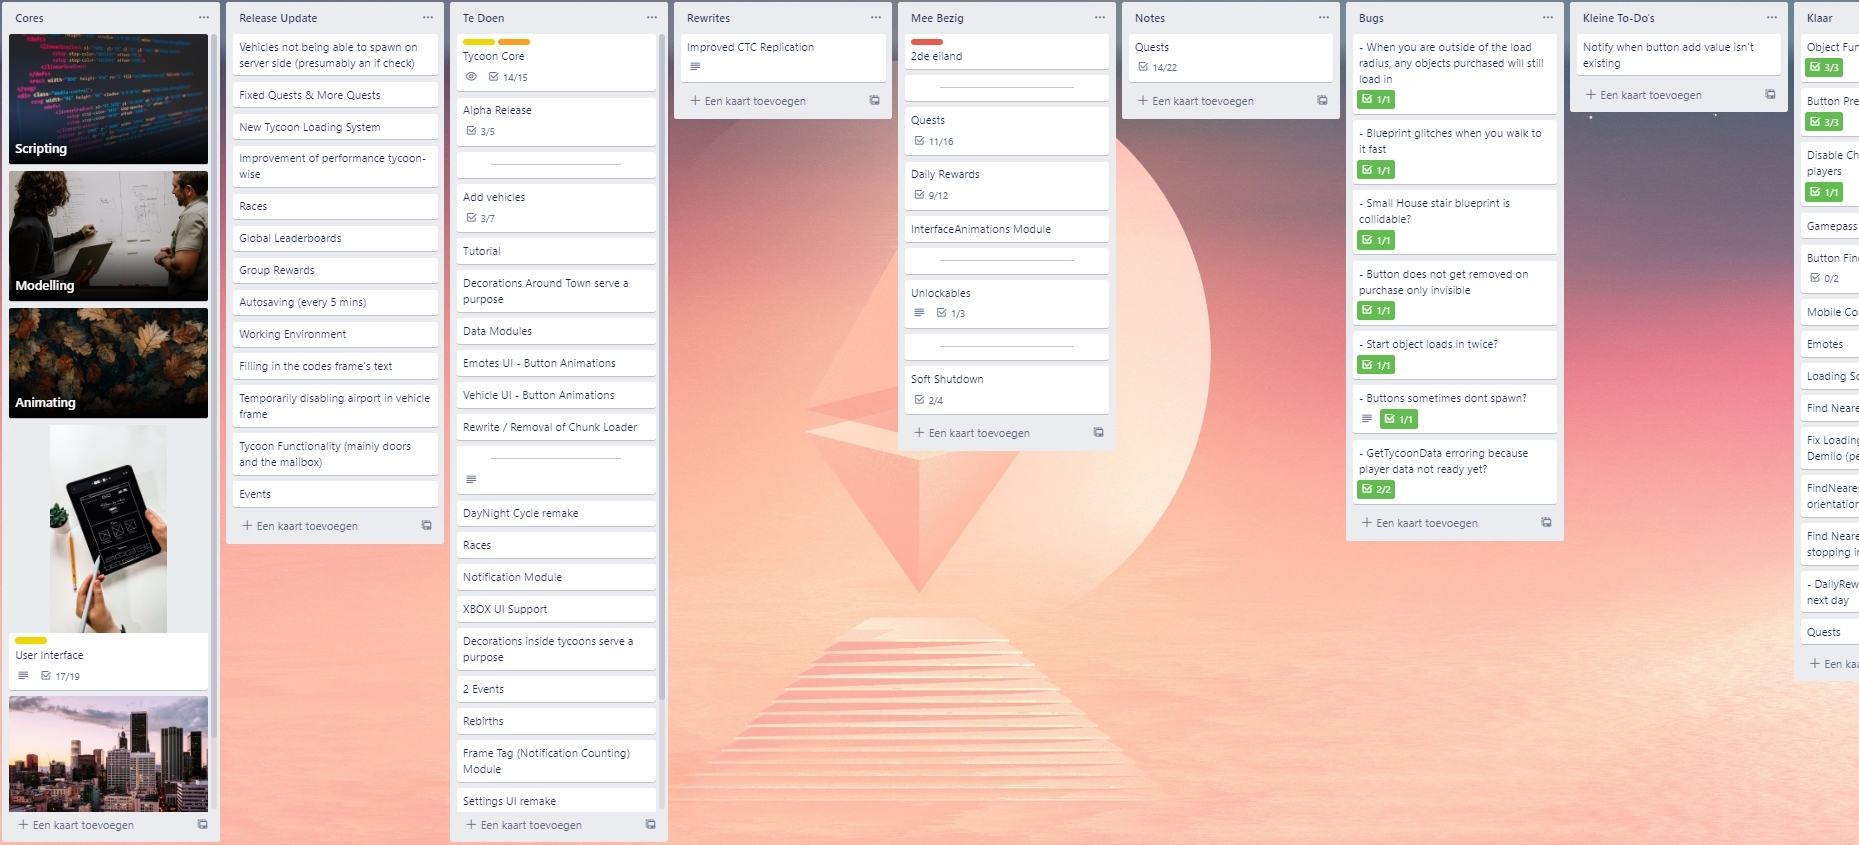 Cores
Scripting
Modelling
Animating
User Interface
17/19
+ Een kaart toevoegen
Release Update
Vehicles not being able to spawn on
server side (presumably an if check)
Fixed Quests & More Quests
New Tycoon Loading System
Improvement of performance tycoon-
wise
Races
Global Leaderboards
Group Rewards
Autosaving (every 5 mins)
Working Environment
Filling in the codes frame's text
Temporarily disabling airport in vehicle
frame
Tycoon Functionality (mainly doors
and the mailbox)
Events
+ Een kaart toevoegen
Te Doen
Tycoon Core
14/15
Alpha Release
3/5
Add vehicles
3/7
Tutorial
Decorations Around Town serve a
purpose
Data Modules
Emotes UI - Button Animations
Vehicle UI - Button Animations
Rewrite / Removal of Chunk Loader
DayNight Cycle remake
Races
Notification Module
XBOX UI Support
Decorations inside tycoons serve a
purpose
2 Events
Rebirths
Frame Tag (Notification Counting)
Module
Settings UI remake
+ Een kaart toevoegen
Rewrites
Improved CTC Replication
+ Een kaart toevoegen
Mee Bezig
2de eiland
Quests
11/16
Daily Rewards
9/12
InterfaceAnimations Module
Unlockables
1/3
Soft Shutdown
2/4
+ Een kaart toevoegen
Notes
Quests
14/22
+ Een kaart toevoegen
Bugs
- When you are outside of the load
radius, any objects purchased will still
load in
1/1
- Blueprint glitches when you walk to
it fast
1/1
- Small House stair blueprint is
collidable?
1/1
- Button does not get removed on
purchase only invisible
1/1
- Start object loads in twice?
1/1
- Buttons sometimes dont spawn?
1/1
- GetTycoonData erroring because
player data not ready yet?
2/2
+ Een kaart toevoegen
Kleine To-Do's
Notify when button add value isn't
existing
+ Een kaart toevoegen
Klaar
Object Fun
3/3
Button Pre
3/3
Disable Ch
players
1/1
Gamepass
Button Fin
0/2
Mobile Co
Emotes
Loading Sc
Find Neare
Fix Loading
Demilo (pe
FindNeares
orientation
Find Neare
stopping in
- DailyRew
next day
Quests
+ Een ka